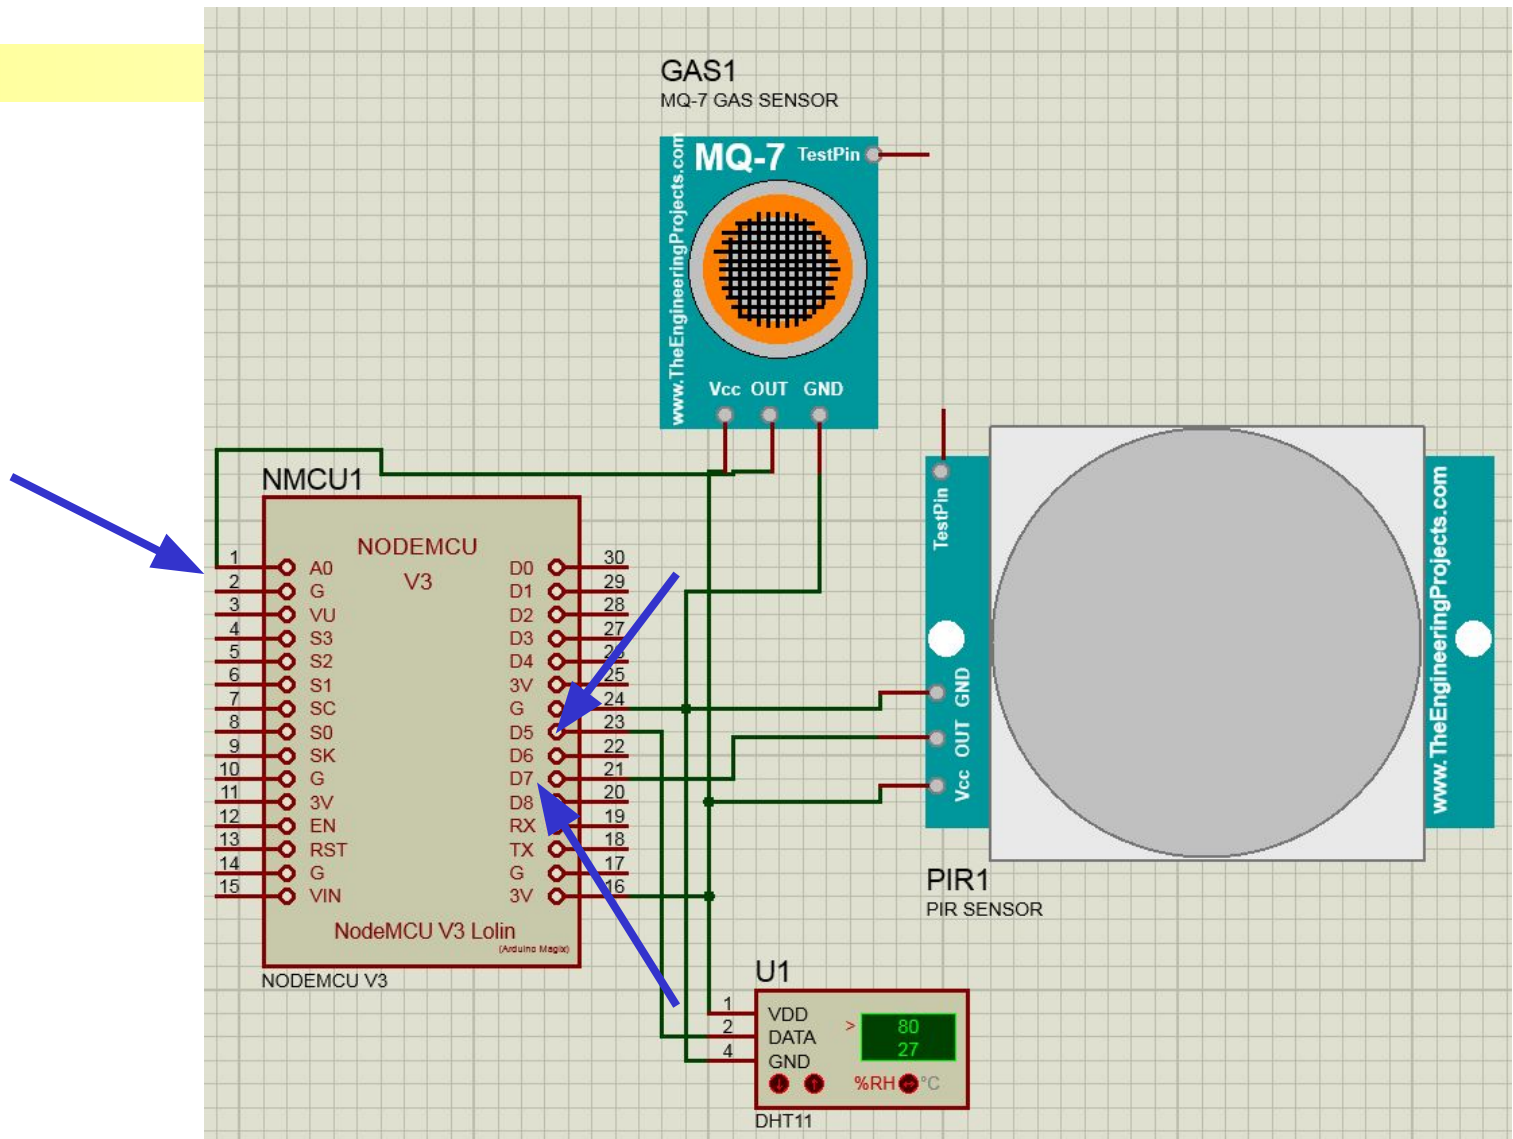 GAS1
MQ-7 GAS SENSOR
MQ-7 TestPin
www.TheEngineeringProjects.com
Vcc OUT GND
NMCU1
NODEMCU
V3
1 A0 D0 30
2 G D1 29
3 VU D2 28
4 S3 D3 27
5 S2 D4 26
6 S1 3V 25
7 SC G 24
8 S0 D5 23
9 SK D6 22
10 G D7 21
11 3V D8 20
12 EN RX 19
13 RST TX 18
14 G G 17
15 VIN 3V 16
NodeMCU V3 Lolin
(Arduino Magix)
NODEMCU V3
TestPin
GND
OUT
Vcc
www.TheEngineeringProjects.com
PIR1
PIR SENSOR
U1
1 VDD
2 DATA
4 GND
> 80
27
%RH °C
DHT11